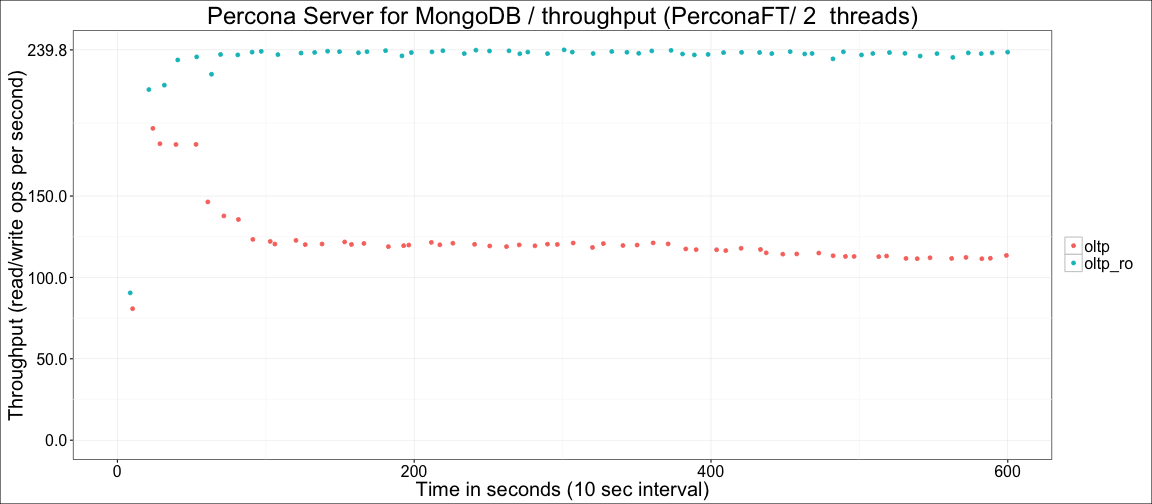 Percona Server for MongoDB / throughput (PerconaFT/ 2  threads)
Throughput (read/write ops per second)
239.8
150.0
100.0
50.0
0.0
0
200
400
600
Time in seconds (10 sec interval)
oltp
oltp_ro